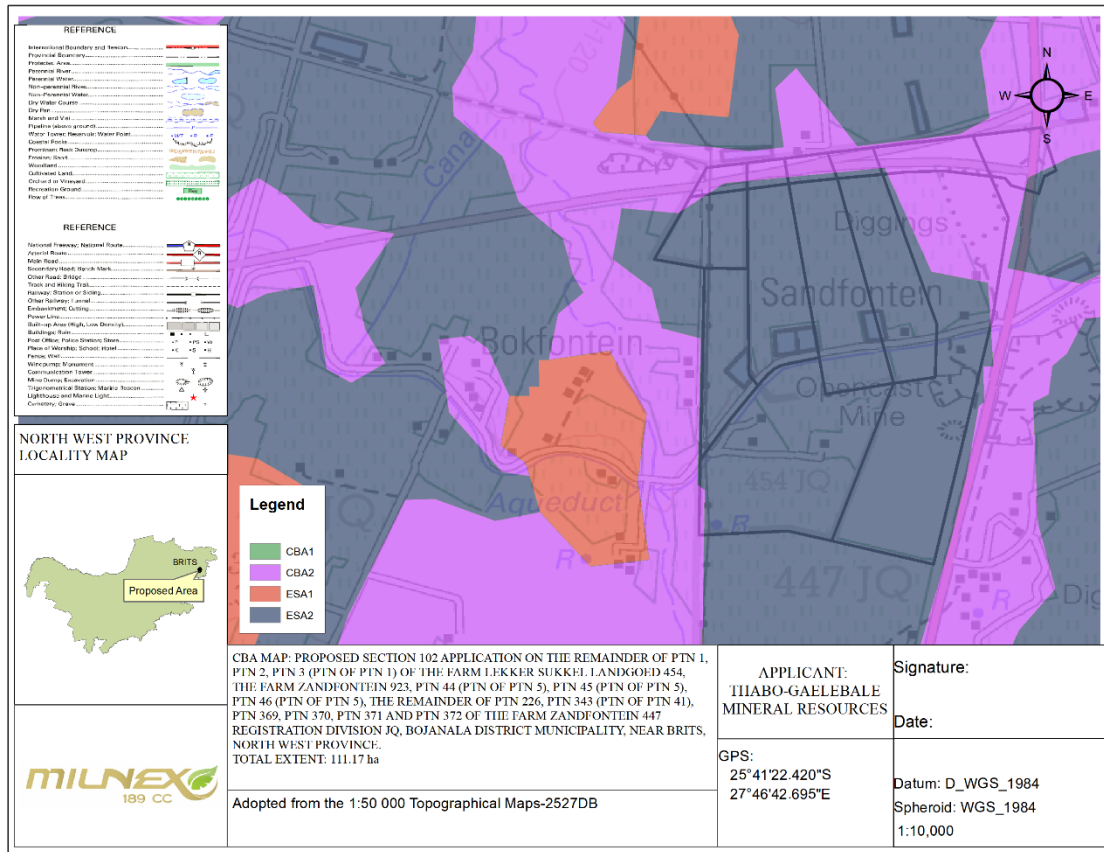 REFERENCE
International Boundary and Beacon
Provincial Boundary
Protected Area
Perennial River
Perennial Water
Non-perennial River
Non-Perennial Water
Dry Water Course
Dry Pan
Marsh and Vlei
Pipeline (above ground)
Water Tower; Reservoir; Water Point
Coastal Rocks
Prominent Rock Outcrop
Erosion; Sand
Woodland
Cultivated Land
Orchard or Vineyard
Recreation Ground
Row of Trees
REFERENCE
National Freeway; National Route
Arterial Route
Main Road
Secondary Road; Bench Mark
Other Road; Bridge
Track and Hiking Trail
Railway; Station or Siding
Other Railway; Tunnel
Embankment; Cutting
Power Line
Built-up Area (High, Low Density)
Buildings; Ruin
Post Office; Police Station; Store
Place of Worship; School; Hotel
Fence; Wall
Windpump; Monument
Communication Tower
Mine Dump; Excavation
Trigonometrical Station; Marine Beacon
Lighthouse and Marine Light
Cemetery; Grave
NORTH WEST PROVINCE
LOCALITY MAP
BRITS
Proposed Area
MILNEX
189 CC
Legend
CBA1
CBA2
ESA1
ESA2
N
W E
S
Diggings
Sandfontein
Bokfontein
Opencast
Mine
454 JQ
Aqueduct
R
R
447 JQ
R
Dig
JQ
CBA MAP: PROPOSED SECTION 102 APPLICATION ON THE REMAINDER OF PTN 1,
PTN 2, PTN 3 (PTN OF PTN 1) OF THE FARM LEKKER SUKKEL LANDGOED 454,
THE FARM ZANDFONTEIN 923, PTN 44 (PTN OF PTN 5), PTN 45 (PTN OF PTN 5),
PTN 46 (PTN OF PTN 5), THE REMAINDER OF PTN 226, PTN 343 (PTN OF PTN 41),
PTN 369, PTN 370, PTN 371 AND PTN 372 OF THE FARM ZANDFONTEIN 447
REGISTRATION DIVISION JQ, BOJANALA DISTRICT MUNICIPALITY, NEAR BRITS,
NORTH WEST PROVINCE.
TOTAL EXTENT: 111.17 ha
Adopted from the 1:50 000 Topographical Maps-2527DB
APPLICANT:
THABO-GAELEBALE
MINERAL RESOURCES
GPS:
25°41'22.420"S
27°46'42.695"E
Signature:
Date:
Datum: D_WGS_1984
Spheroid: WGS_1984
1:10,000